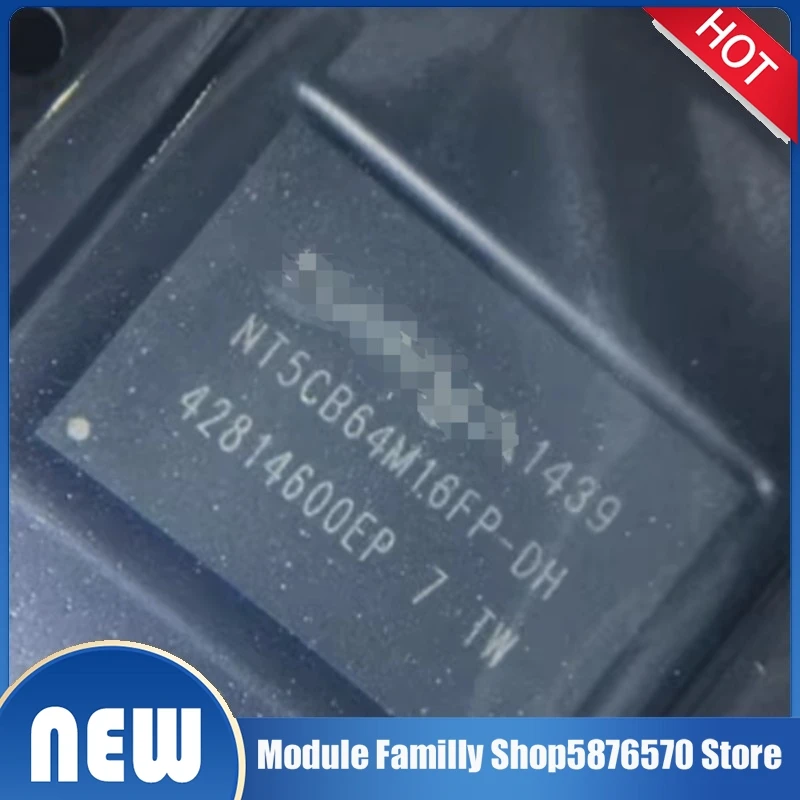 HOT
1439
NT5CB64M16FP-DH
42814600EP 7 TW
NEW
Module Familly Shop5876570 Store